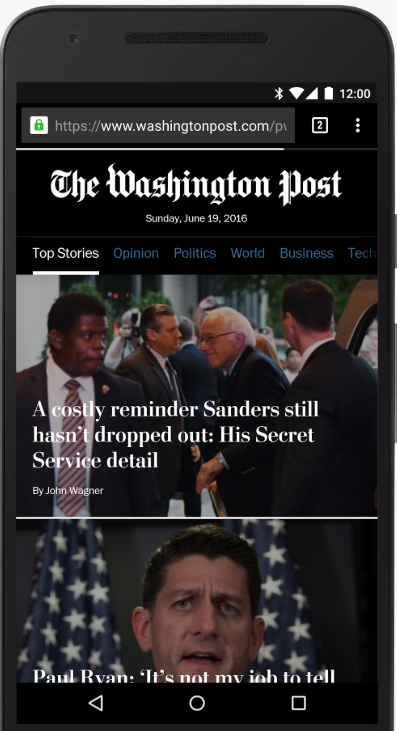 12:00
https://www.washingtonpost.com/pv
2
The Washington Post
Sunday, June 19, 2016
Top Stories Opinion Politics World Business Tech
A costly reminder Sanders still
hasn't dropped out: His Secret
Service detail
By John Wagner
Paul Ryan: ‘It's not my job to tell